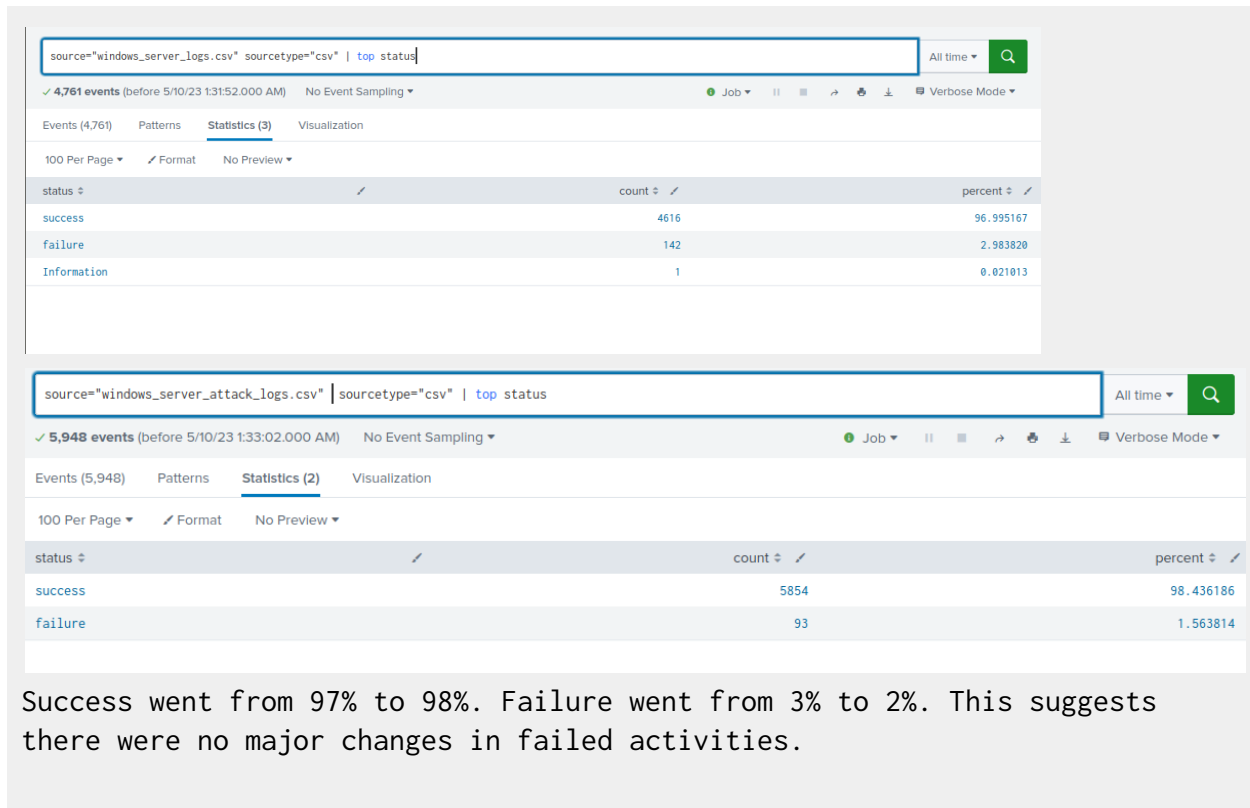 source="windows_server_logs.csv" sourcetype="csv" | top status All time
4,761 events (before 5/10/23 1:31:52.000 AM) No Event Sampling Job Verbose Mode
Events (4,761) Patterns Statistics (3) Visualization
100 Per Page Format No Preview
status count percent
success 4616 96.995167
failure 142 2.983820
Information 1 0.021013
source="windows_server_attack_logs.csv" sourcetype="csv" | top status All time
5,948 events (before 5/10/23 1:33:02.000 AM) No Event Sampling Job Verbose Mode
Events (5,948) Patterns Statistics (2) Visualization
100 Per Page Format No Preview
status count percent
success 5854 98.436186
failure 93 1.563814
Success went from 97% to 98%. Failure went from 3% to 2%. This suggests
there were no major changes in failed activities.